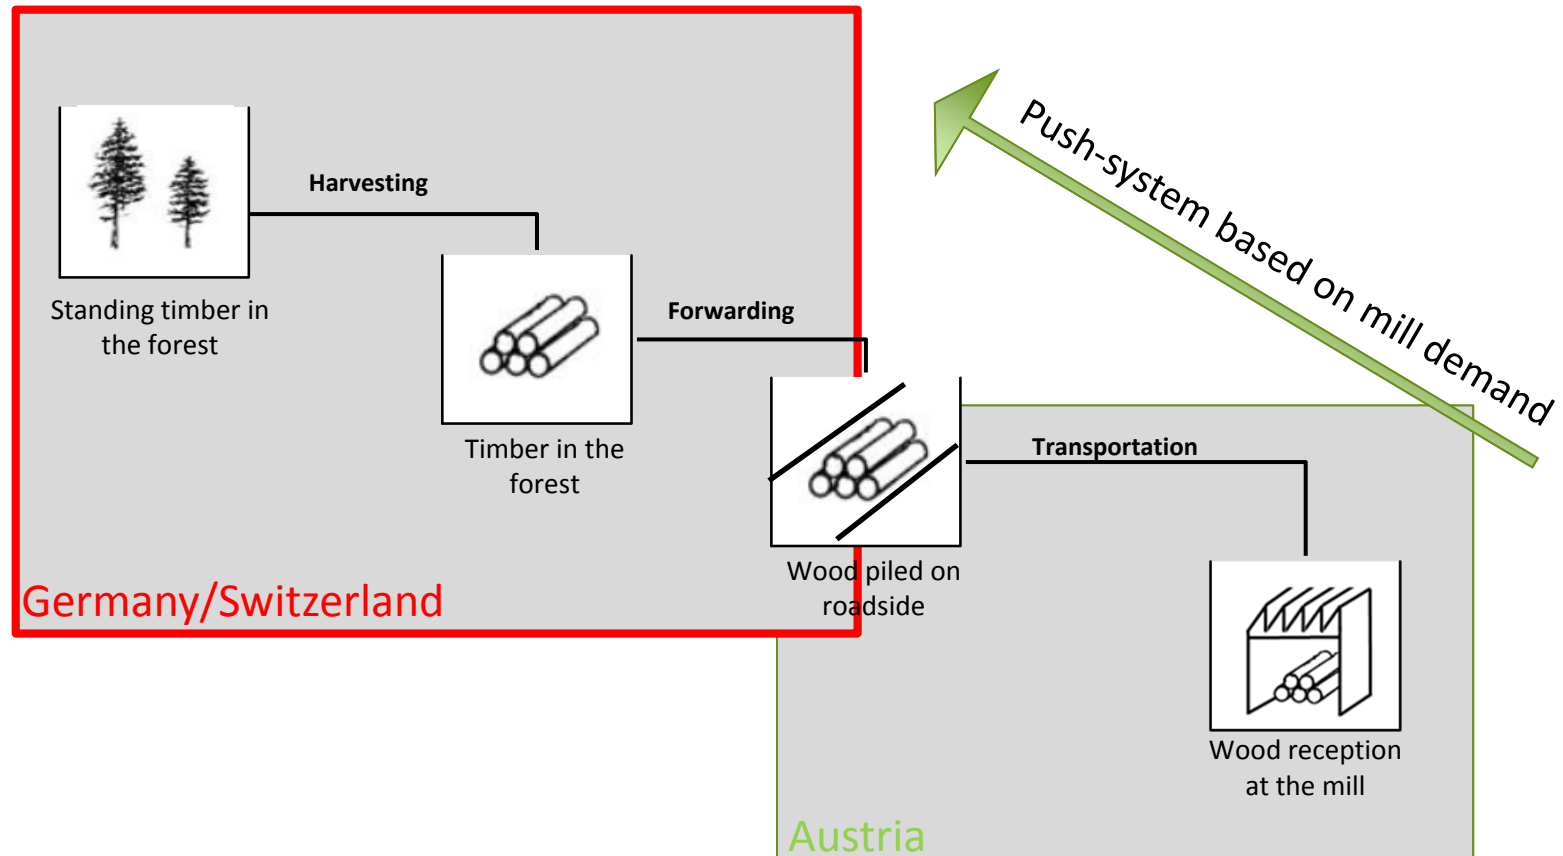 Harvesting
Standing timber in
the forest
Forwarding
Timber in the
forest
Push-system based on mill demand
Transportation
Wood piled on
roadside
Germany/Switzerland
Wood reception
at the mill
Austria